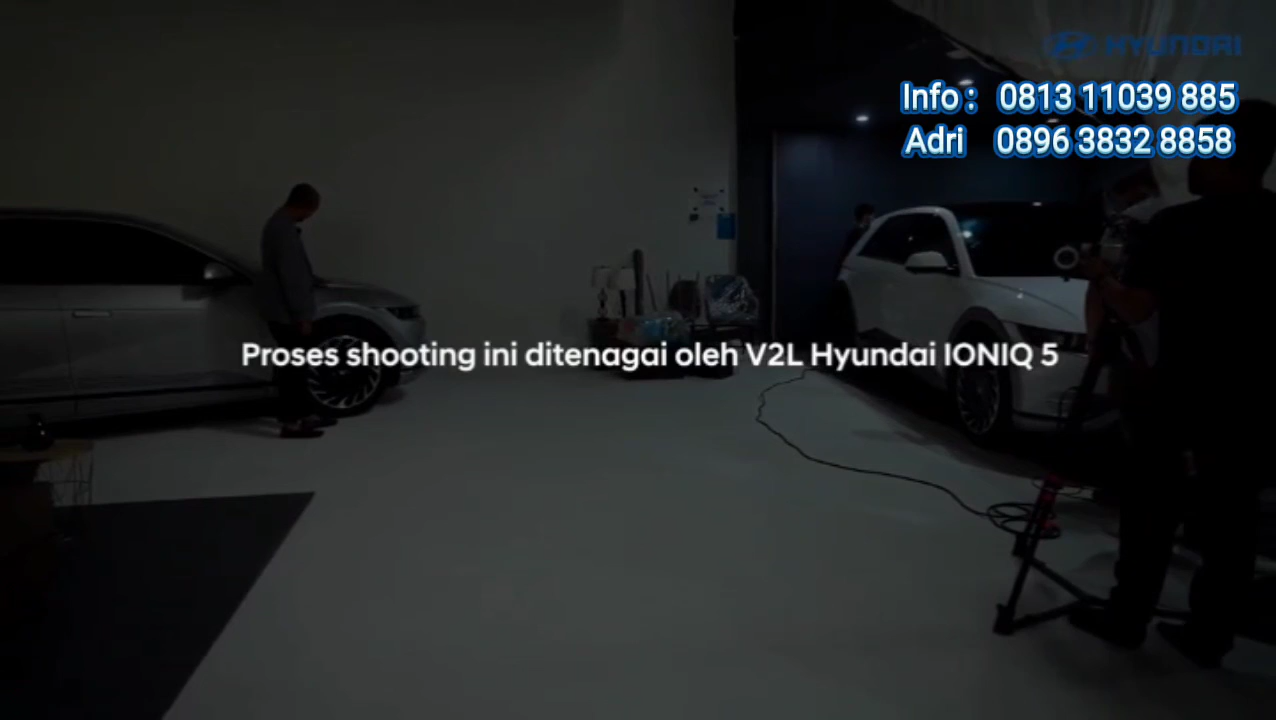 HYUNDAI
Info : 0813 11039 885
Adri 0896 3832 8858
Proses shooting ini ditenagai oleh V2L Hyundai IONIQ 5